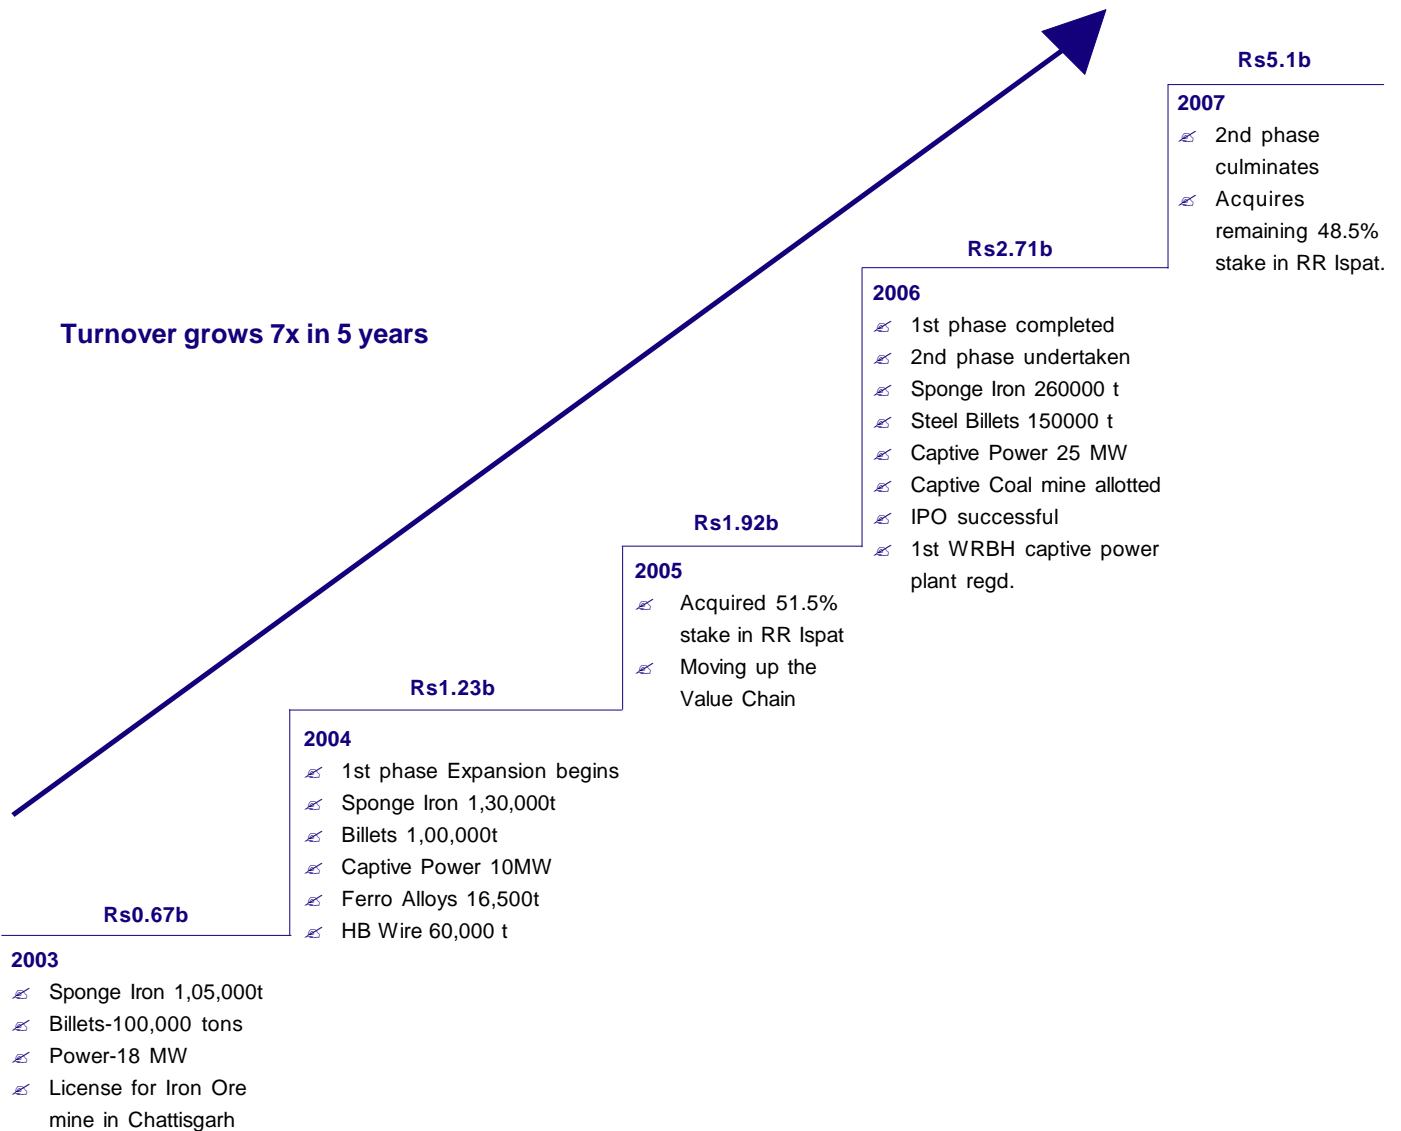 Rs5.1b
2007
2nd phase
culminates
Acquires
remaining 48.5%
stake in RR Ispat.
Rs2.71b
2006
1st phase completed
2nd phase undertaken
Sponge Iron 260000 t
Steel Billets 150000 t
Captive Power 25 MW
Captive Coal mine allotted
IPO successful
1st WRBH captive power
plant regd.
Turnover grows 7x in 5 years
Rs1.92b
2005
Acquired 51.5%
stake in RR Ispat
Moving up the
Value Chain
Rs1.23b
2004
1st phase Expansion begins
Sponge Iron 1,30,000t
Billets 1,00,000t
Captive Power 10MW
Ferro Alloys 16,500t
HB Wire 60,000 t
Rs0.67b
2003
Sponge Iron 1,05,000t
Billets-100,000 tons
Power-18 MW
License for Iron Ore
mine in Chattisgarh